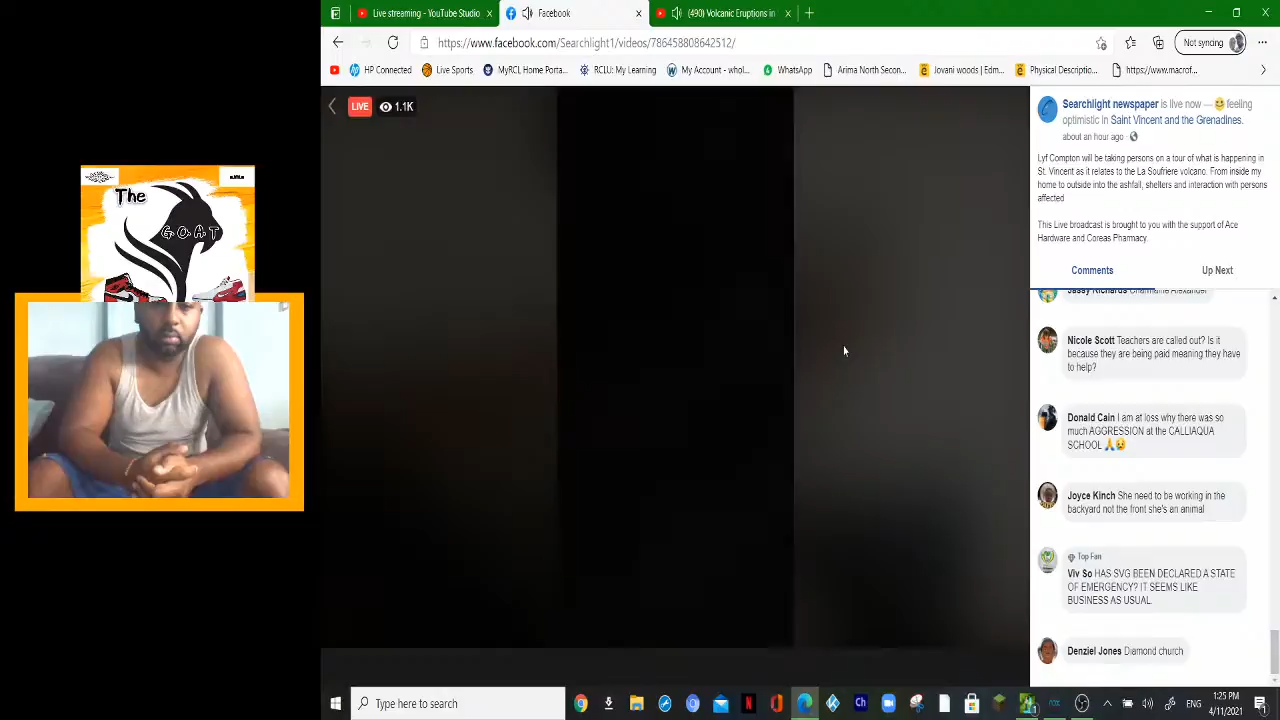 Live streaming - YouTube Studio
Facebook
(490) Volcanic Eruptions in
https://www.facebook.com/Searchlight1/videos/786458808642512/
Not syncing
HP Connected
Live Sports
MyRCL Home Porta...
RCLU: My Learning
My Account - whol...
WhatsApp
Arima North Secon...
Jovani woods | Edm...
Physical Descriptio...
https://www.macror...
LIVE
1.1K
Searchlight newspaper is live now — feeling
optimistic in Saint Vincent and the Grenadines.
about an hour ago
Lyf Compton will be taking persons on a tour of what is happening in
St. Vincent as it relates to the La Soufriere volcano. From inside my
home to outside into the ashfall, shelters and interaction with persons
affected
This Live broadcast is brought to you with the support of Ace
Hardware and Coreas Pharmacy.
Comments
Up Next
The
G.O.A.T
Nicole Scott Teachers are called out? Is it
because they are being paid meaning they have
to help?
Donald Cain I am at loss why there was so
much AGGRESSION at the CALLIAQUA
SCHOOL 🙏😥
Joyce Kinch She need to be working in the
backyard not the front she's an animal
Top Fan
Viv So HAS SVG BEEN DECLARED A STATE
OF EMERGENCY? IT SEEMS LIKE
BUSINESS AS USUAL.
Denziel Jones Diamond church
Type here to search
Ch
ENG
1:25 PM
4/11/2021